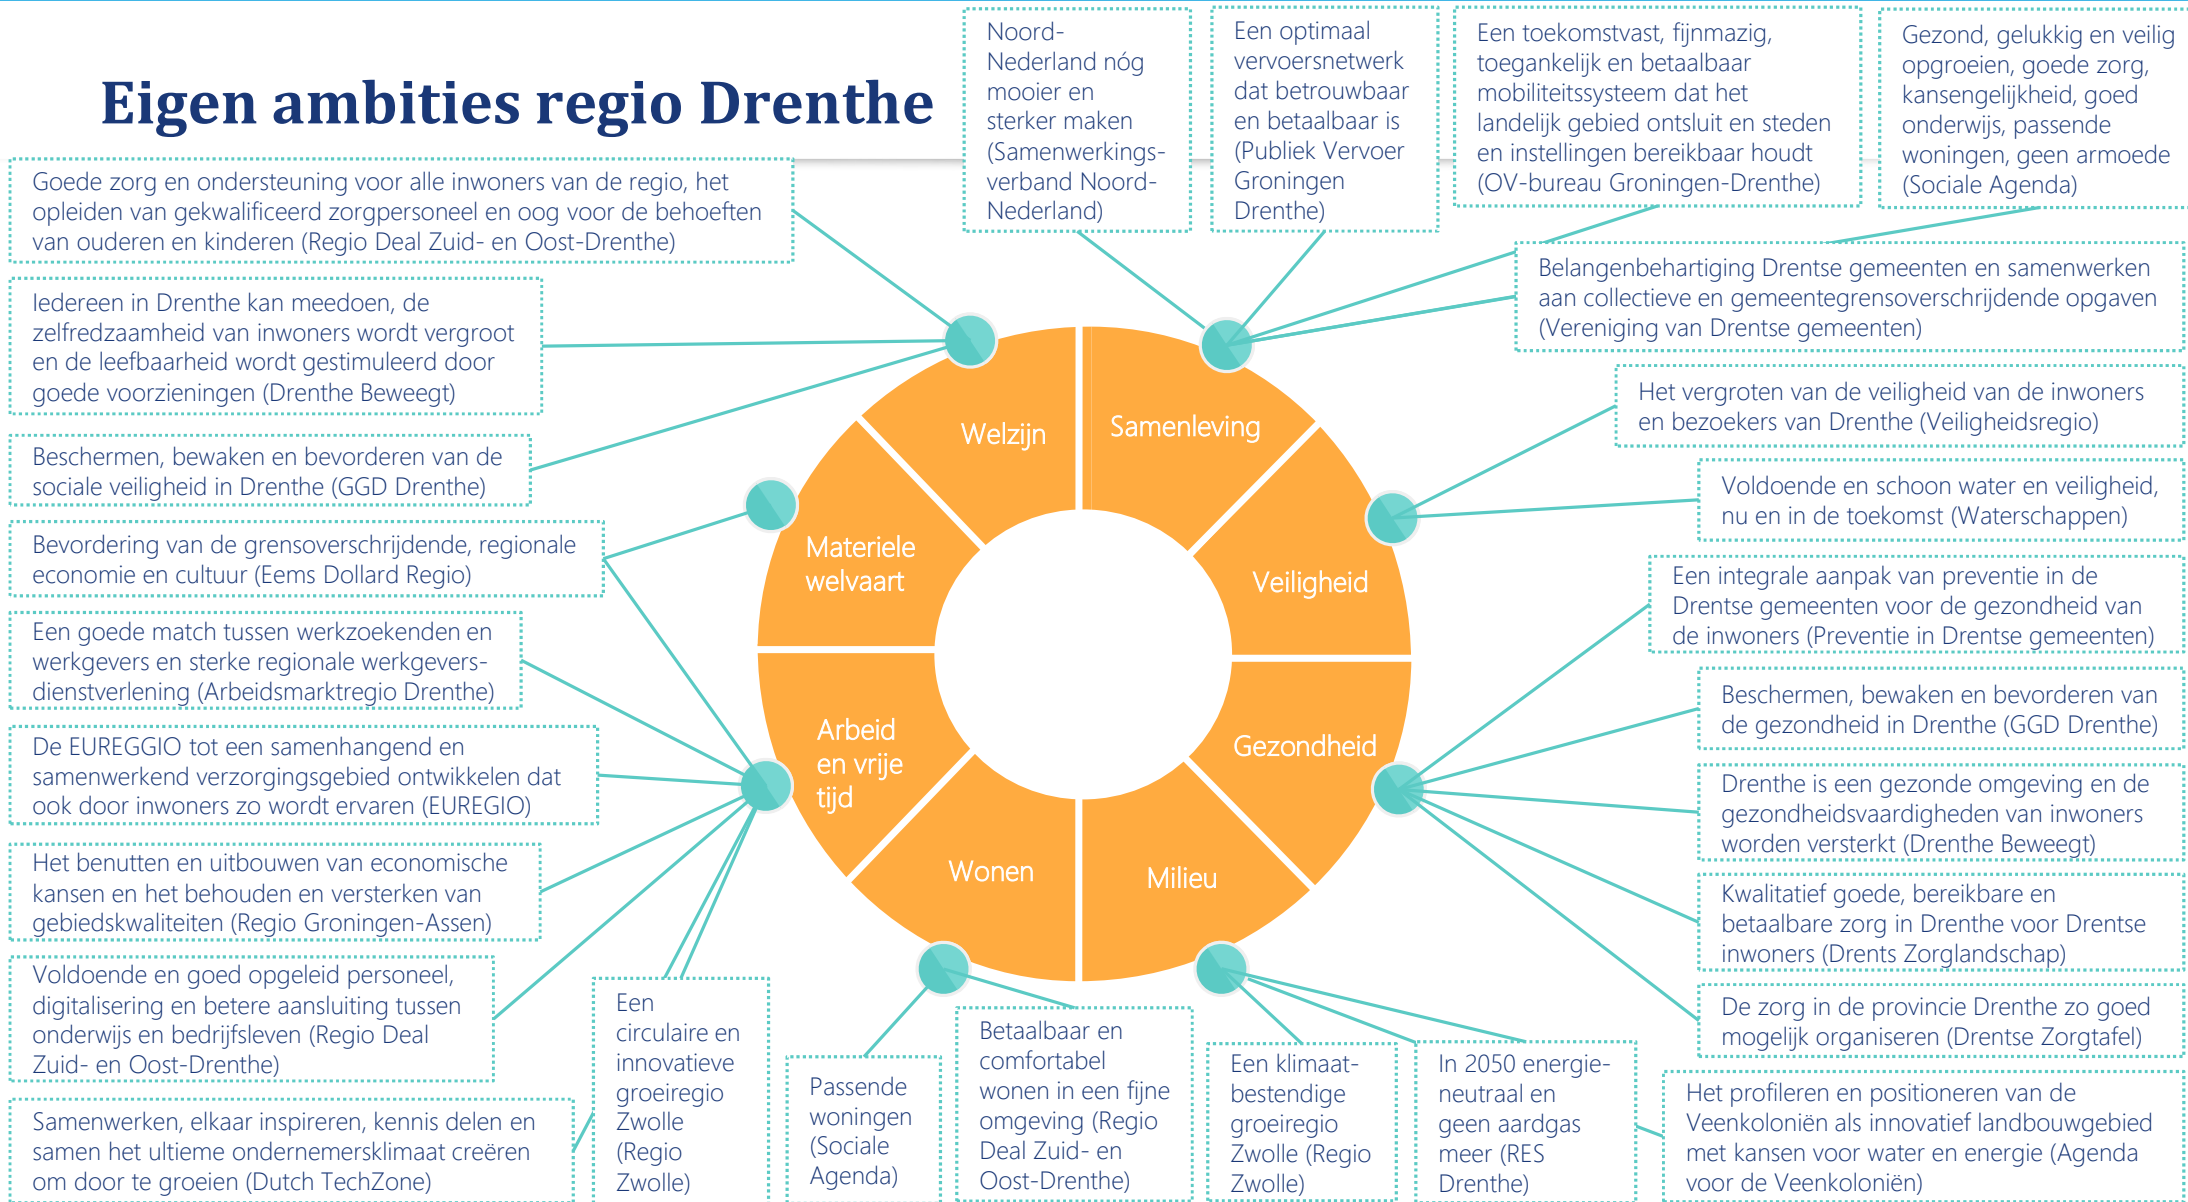 Eigen ambities regio Drenthe
Noord-
Nederland nóg
mooier en
sterker maken
(Samenwerkings-
verband Noord-
Nederland)
Een optimaal
vervoersnetwerk
dat betrouwbaar
en betaalbaar is
(Publiek Vervoer
Groningen
Drenthe)
Een toekomstvast, fijnmazig,
toegankelijk en betaalbaar
mobiliteitssysteem dat het
landelijk gebied ontsluit en steden
en instellingen bereikbaar houdt
(OV-bureau Groningen-Drenthe)
Gezond, gelukkig en veilig
opgroeien, goede zorg,
kansengelijkheid, goed
onderwijs, passende
woningen, geen armoede
(Sociale Agenda)
Goede zorg en ondersteuning voor alle inwoners van de regio, het
opleiden van gekwalificeerd zorgpersoneel en oog voor de behoeften
van ouderen en kinderen (Regio Deal Zuid- en Oost-Drenthe)
Iedereen in Drenthe kan meedoen, de
zelfredzaamheid van inwoners wordt vergroot
en de leefbaarheid wordt gestimuleerd door
goede voorzieningen (Drenthe Beweegt)
Beschermen, bewaken en bevorderen van de
sociale veiligheid in Drenthe (GGD Drenthe)
Bevordering van de grensoverschrijdende, regionale
economie en cultuur (Eems Dollard Regio)
Een goede match tussen werkzoekenden en
werkgevers en sterke regionale werkgevers-
dienstverlening (Arbeidsmarktregio Drenthe)
De EUREGGIO tot een samenhangend en
samenwerkend verzorgingsgebied ontwikkelen dat
ook door inwoners zo wordt ervaren (EUREGIO)
Het benutten en uitbouwen van economische
kansen en het behouden en versterken van
gebiedskwaliteiten (Regio Groningen-Assen)
Voldoende en goed opgeleid personeel,
digitalisering en betere aansluiting tussen
onderwijs en bedrijfsleven (Regio Deal
Zuid- en Oost-Drenthe)
Samenwerken, elkaar inspireren, kennis delen en
samen het ultieme ondernemersklimaat creëren
om door te groeien (Dutch TechZone)
Welzijn
Samenleving
Materiele
welvaart
Veiligheid
Arbeid
en vrije
tijd
Gezondheid
Wonen
Milieu
Belangenbehartiging Drentse gemeenten en samenwerken
aan collectieve en gemeentegrensoverschrijdende opgaven
(Vereniging van Drentse gemeenten)
Het vergroten van de veiligheid van de inwoners
en bezoekers van Drenthe (Veiligheidsregio)
Voldoende en schoon water en veiligheid,
nu en in de toekomst (Waterschappen)
Een integrale aanpak van preventie in de
Drentse gemeenten voor de gezondheid van
de inwoners (Preventie in Drentse gemeenten)
Beschermen, bewaken en bevorderen van
de gezondheid in Drenthe (GGD Drenthe)
Drenthe is een gezonde omgeving en de
gezondheidsvaardigheden van inwoners
worden versterkt (Drenthe Beweegt)
Kwalitatief goede, bereikbare en
betaalbare zorg in Drenthe voor Drentse
inwoners (Drents Zorglandschap)
De zorg in de provincie Drenthe zo goed
mogelijk organiseren (Drentse Zorgtafel)
Een
circulaire en
innovatieve
groeiregio
Zwolle
(Regio
Zwolle)
Passende
woningen
(Sociale
Agenda)
Betaalbaar en
comfortabel
wonen in een fijne
omgeving (Regio
Deal Zuid- en
Oost-Drenthe)
Een klimaat-
bestendige
groeiregio
Zwolle (Regio
Zwolle)
In 2050 energie-
neutraal en
geen aardgas
meer (RES
Drenthe)
Het profileren en positioneren van de
Veenkoloniën als innovatief landbouwgebied
met kansen voor water en energie (Agenda
voor de Veenkoloniën)